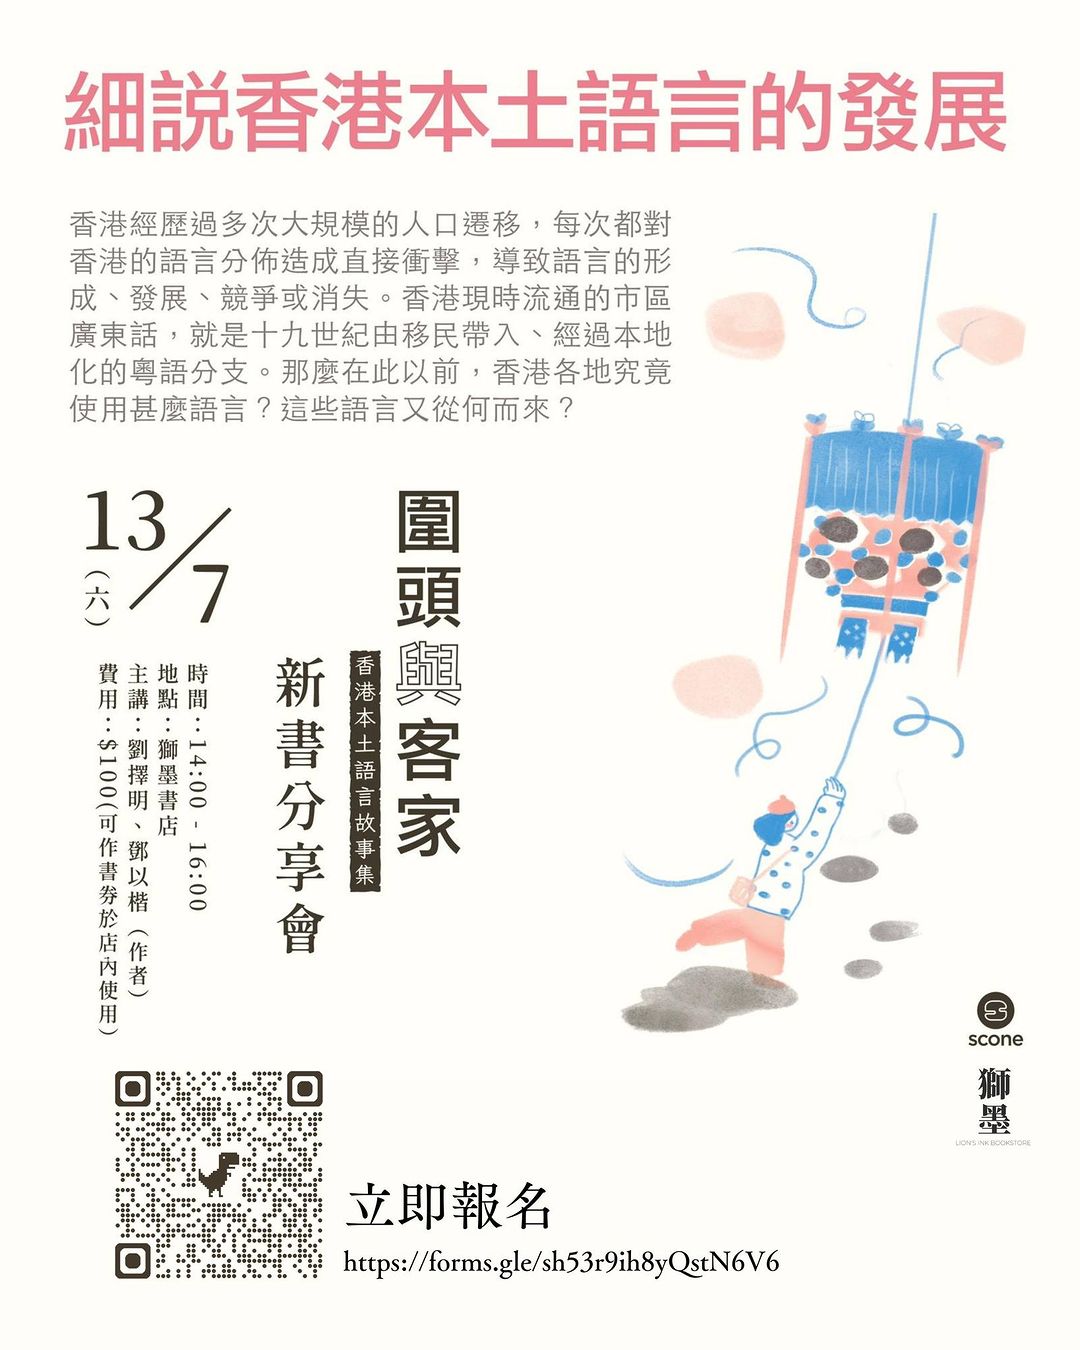 細説香港本土語言的發展
香港經歷過多次大規模的人口遷移，每次都對
香港的語言分佈造成直接衝擊，導致語言的形
成、發展、競爭或消失。香港現時流通的市區
廣東話，就是十九世紀由移民帶入、經過本地
化的粵語分支。那麼在此以前，香港各地究竟
使用甚麼語言？這些語言又從何而來？
13/7
（六）
圍頭與客家
香港本土語言故事集
新書分享會
時間：14:00 - 16:00
地點：獅墨書店
主講：劉擇明、鄧以楷（作者）
費用：$100(可作書券於店內使用)
scone
獅墨
LION'S INK BOOKSTORE
立即報名
https://forms.gle/sh53r9ih8yQstN6V6